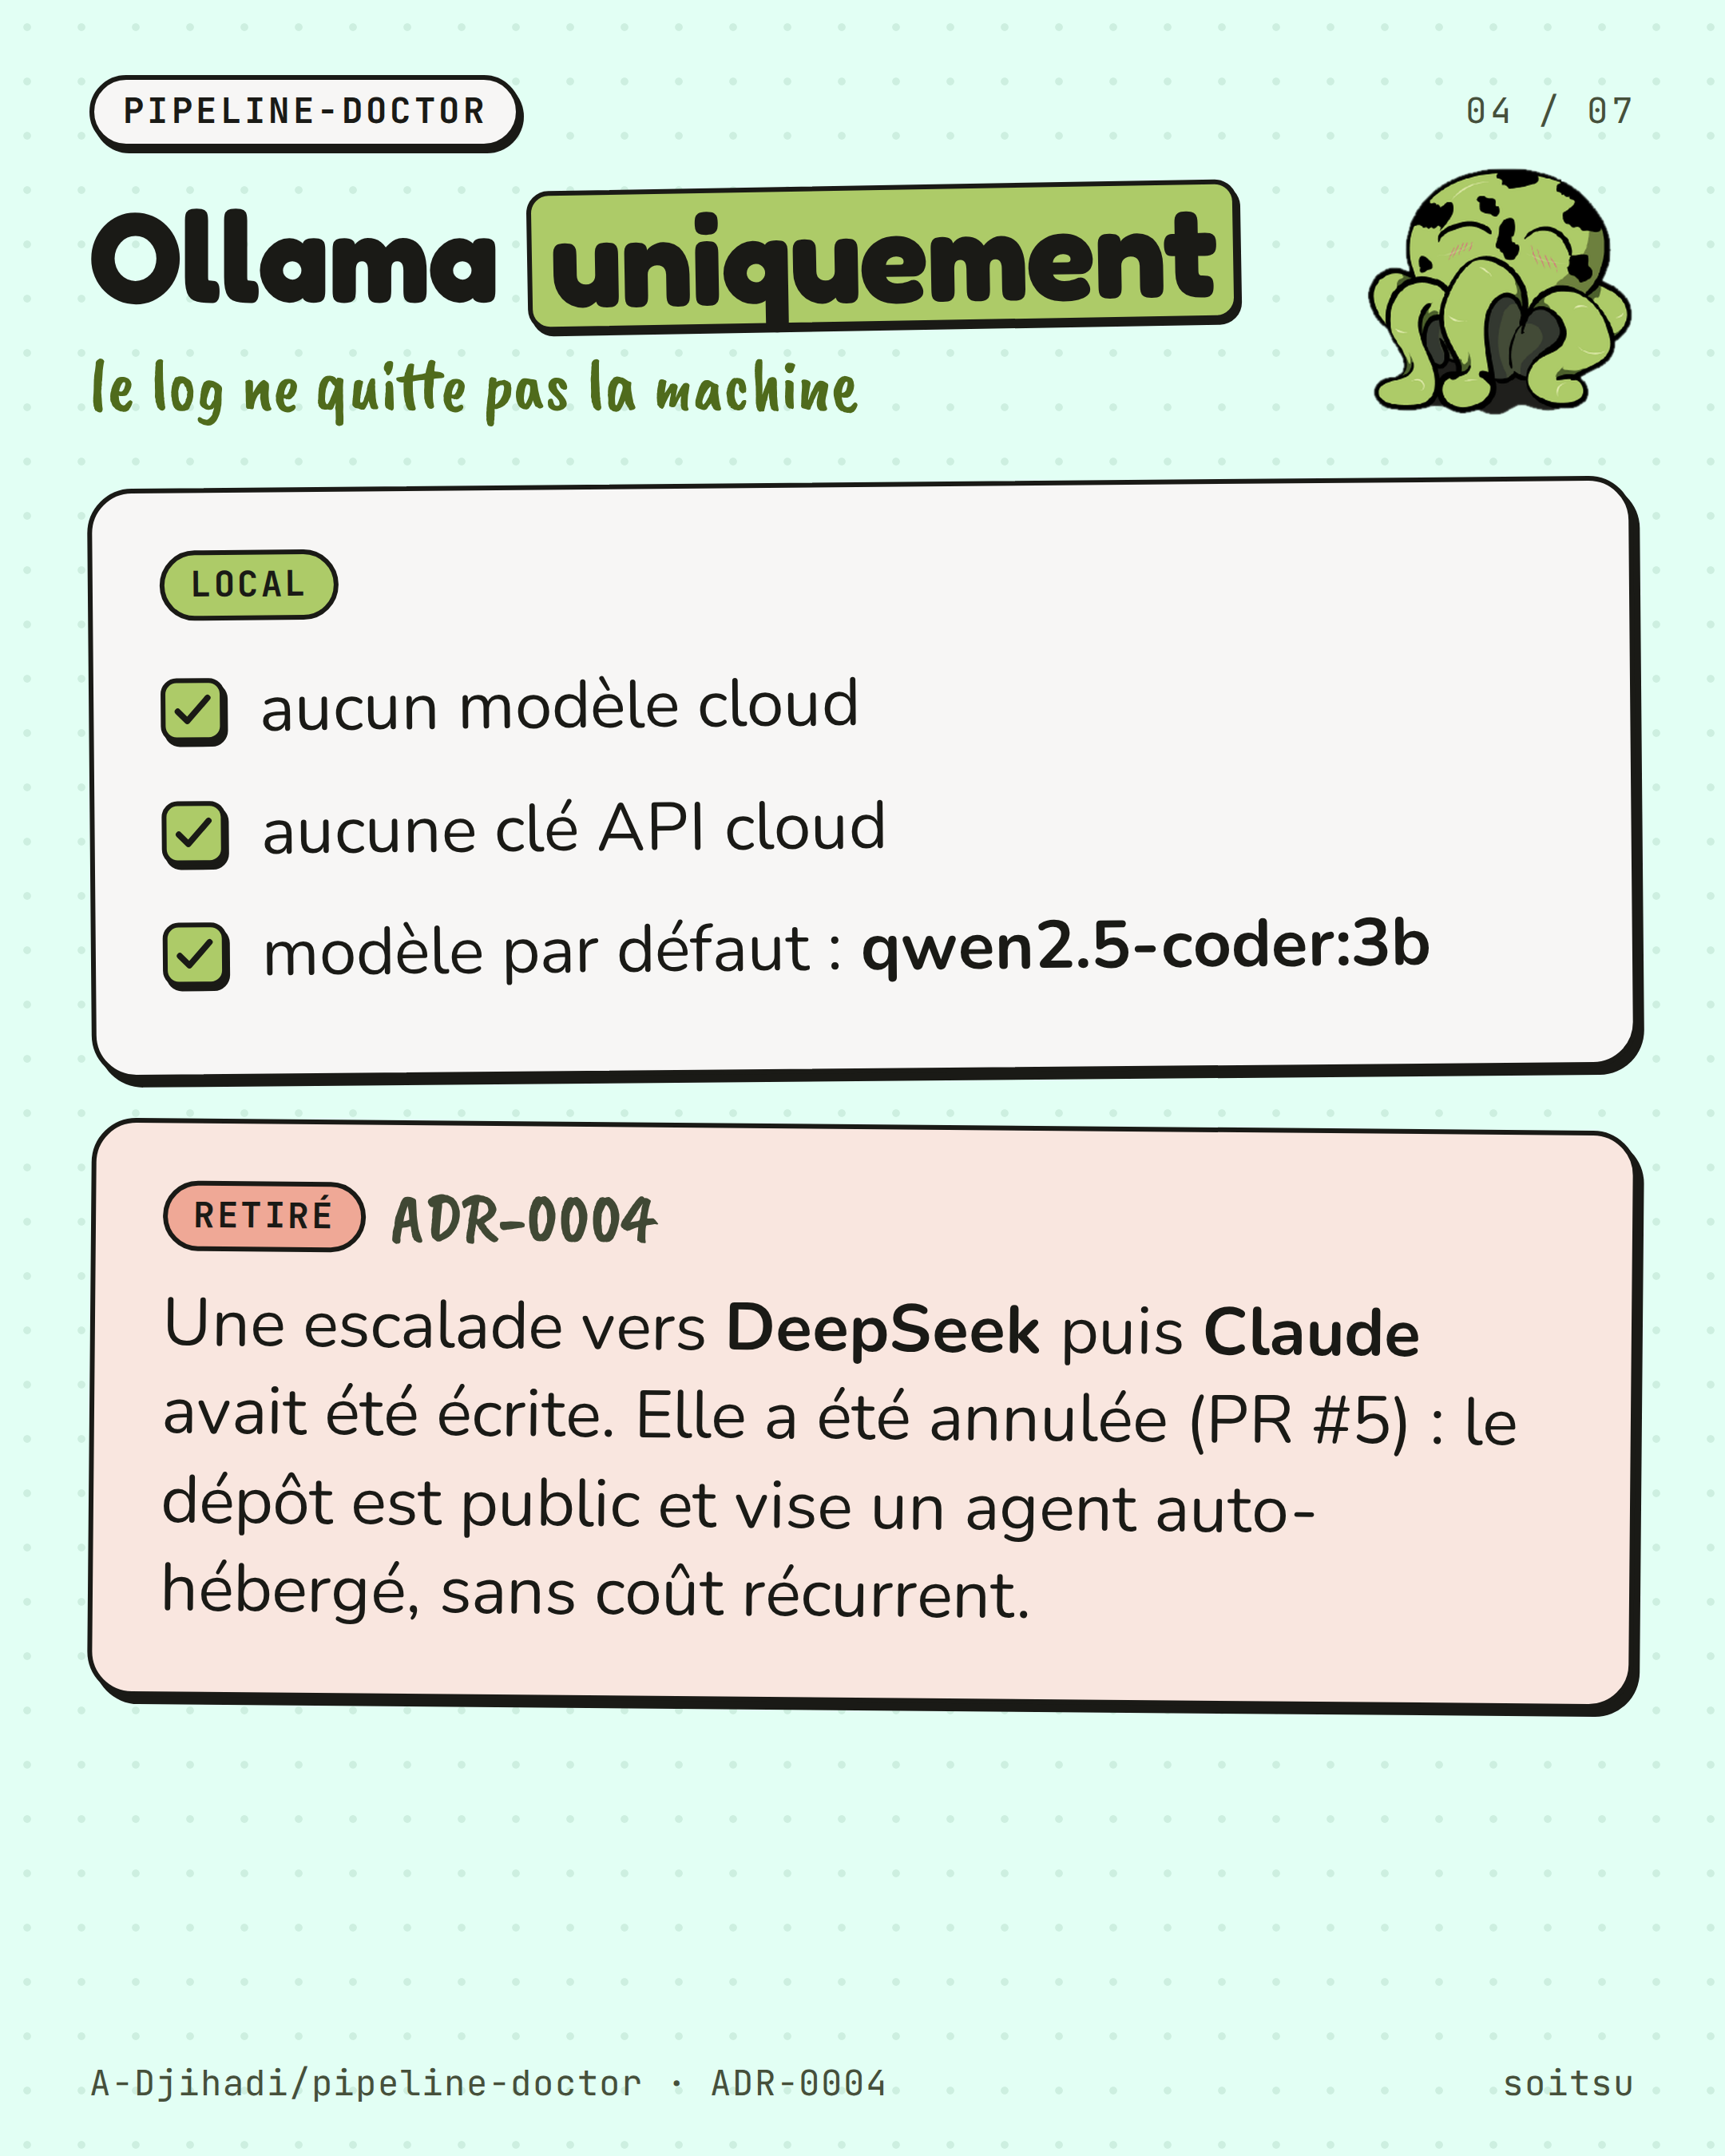 PIPELINE-DOCTOR
04 / 07
Ollama uniquement
le log ne quitte pas la machine
LOCAL
aucun modèle cloud
aucune clé API cloud
modèle par défaut : qwen2.5-coder:3b
RETIRÉ ADR-0004
Une escalade vers DeepSeek puis Claude
avait été écrite. Elle a été annulée (PR #5) : le
dépôt est public et vise un agent auto-
hébergé, sans coût récurrent.
A-Djihadi/pipeline-doctor · ADR-0004
soitsu